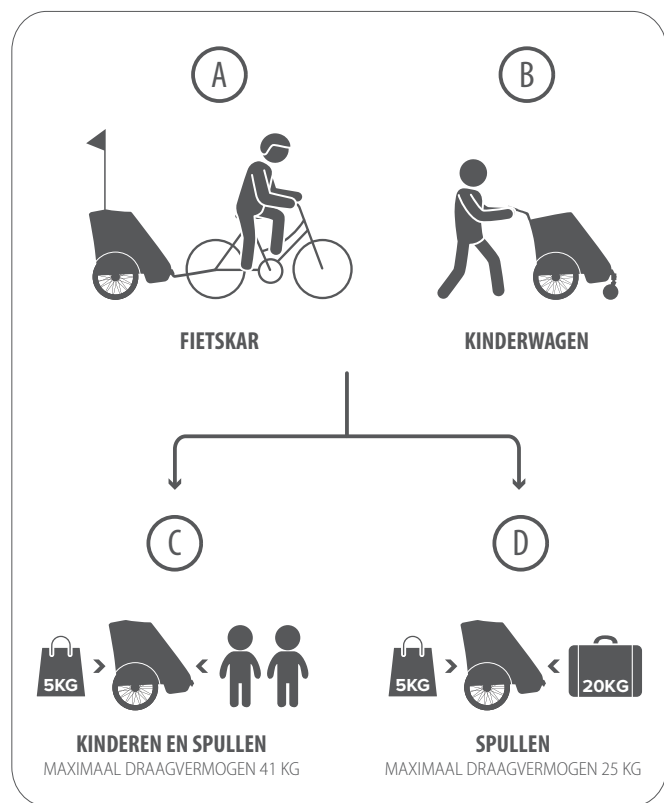 A
B
FIETSKAR
KINDERWAGEN
C
D
5KG
5KG
20KG
KINDEREN EN SPULLEN
SPULLEN
MAXIMAAL DRAAGVERMOGEN 41 KG
MAXIMAAL DRAAGVERMOGEN 25 KG